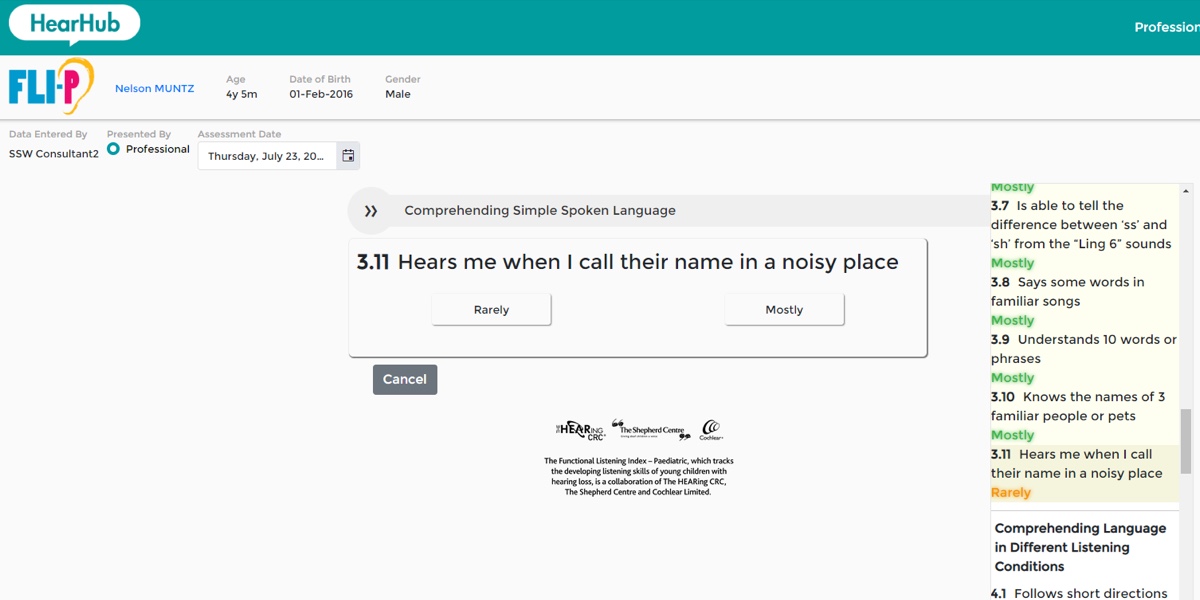 HearHub
Profession
FLI-P
Nelson MUNTZ
Age
4y 5m
Date of Birth
01-Feb-2016
Gender
Male
Data Entered By
SSW Consultant2
Presented By
Professional
Assessment Date
Thursday, July 23, 20...
Comprehending Simple Spoken Language
3.11 Hears me when I call their name in a noisy place
Rarely
Mostly
Cancel
THE HEARING CRC
The Shepherd Centre
Cochlear
The Functional Listening Index – Paediatric, which tracks
the developing listening skills of young children with
hearing loss, is a collaboration of The HEARing CRC,
The Shepherd Centre and Cochlear Limited.
Mostly
3.7 Is able to tell the
difference between ‘ss’ and
‘sh’ from the “Ling 6” sounds
Mostly
3.8 Says some words in
familiar songs
Mostly
3.9 Understands 10 words or
phrases
Mostly
3.10 Knows the names of 3
familiar people or pets
Mostly
3.11 Hears me when I call
their name in a noisy place
Rarely
Comprehending Language
in Different Listening
Conditions
4.1 Follows short directions